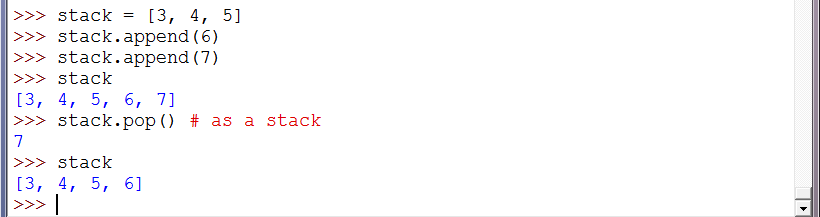 >>> stack = [3, 4, 5]
>>> stack.append(6)
>>> stack.append(7)
>>> stack
[3, 4, 5, 6, 7]
>>> stack.pop() # as a stack
7
>>> stack
[3, 4, 5, 6]
>>>